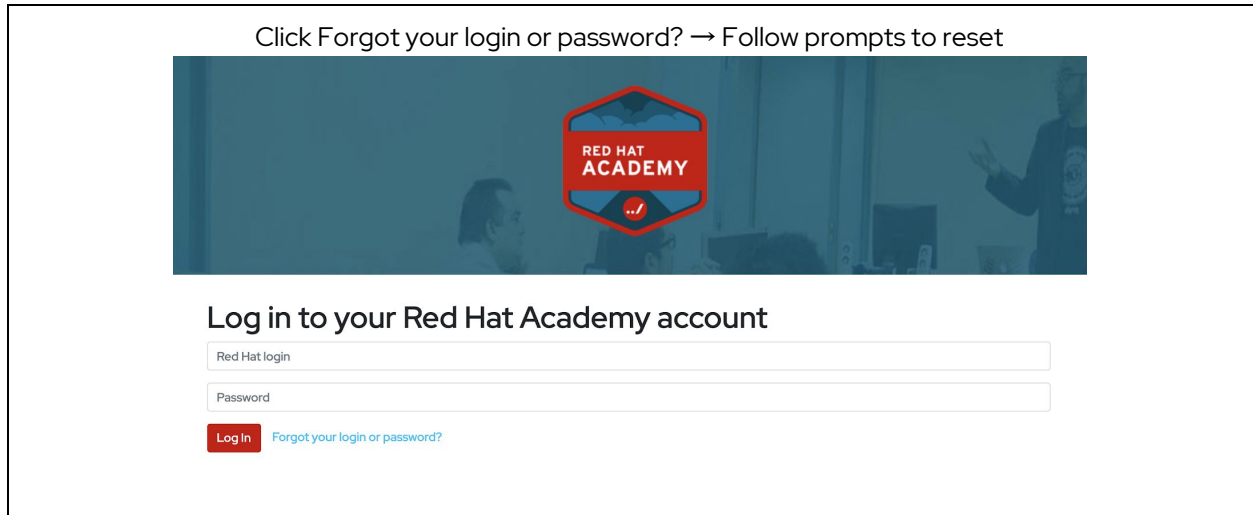 Click Forgot your login or password? → Follow prompts to reset
RED HAT
ACADEMY
../
Log in to your Red Hat Academy account
Red Hat login
Password
Log In Forgot your login or password?